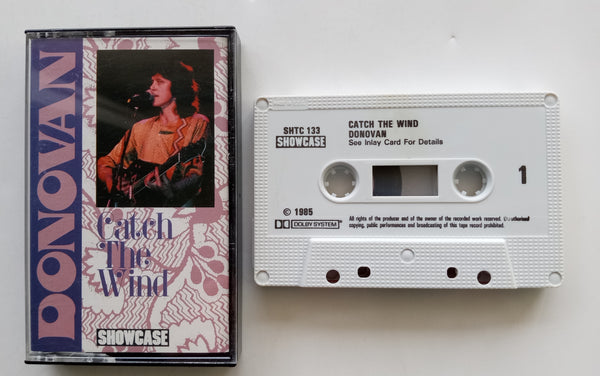 DONOVAN
Catch
The
Wind
SHOWCASE
SHTC 133
SHOWCASE
CATCH THE WIND
DONOVAN
See Inlay Card For Details
1
© 1985
DOLBY SYSTEM
All rights of the producer and of the owner of the recorded work reserved. Unauthorised
copying, public performances and broadcasting of this tape record prohibited.